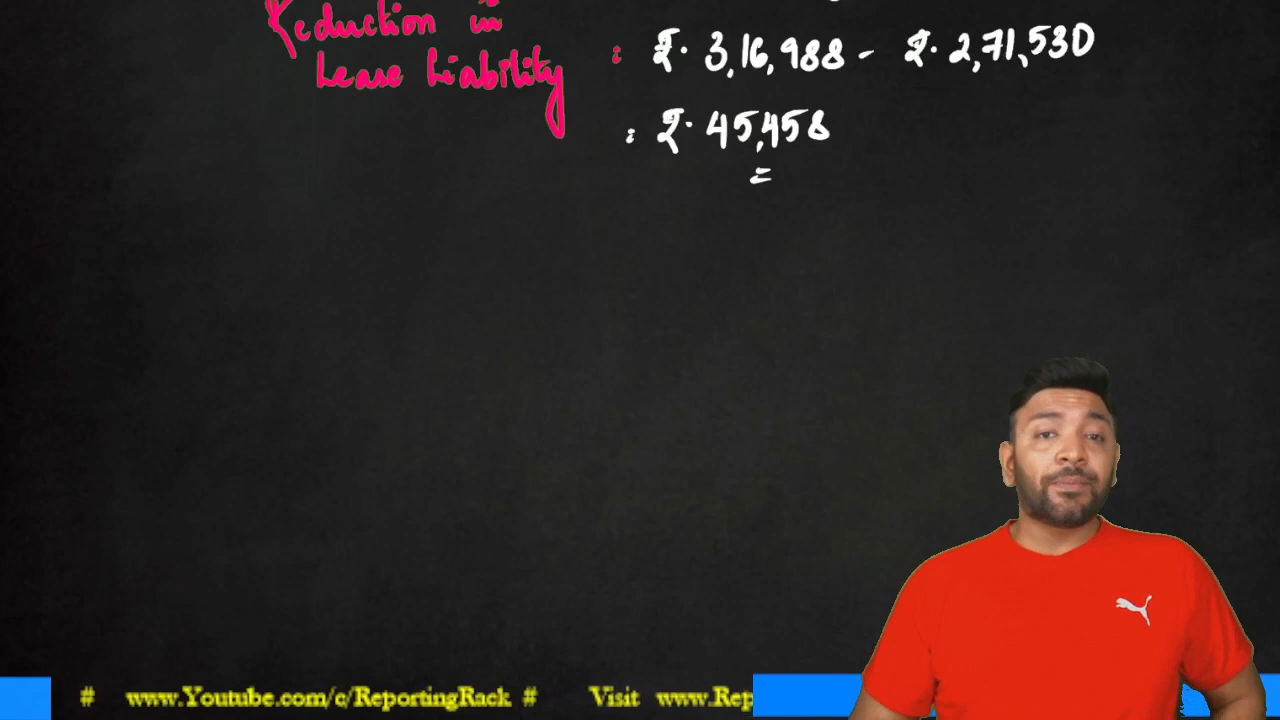 Reduction in
Lease Liability : ₹. 3,16,988 - ₹. 2,71,530
: ₹. 45,458
=
# www.Youtube.com/c/ReportingRack # Visit www.Rep